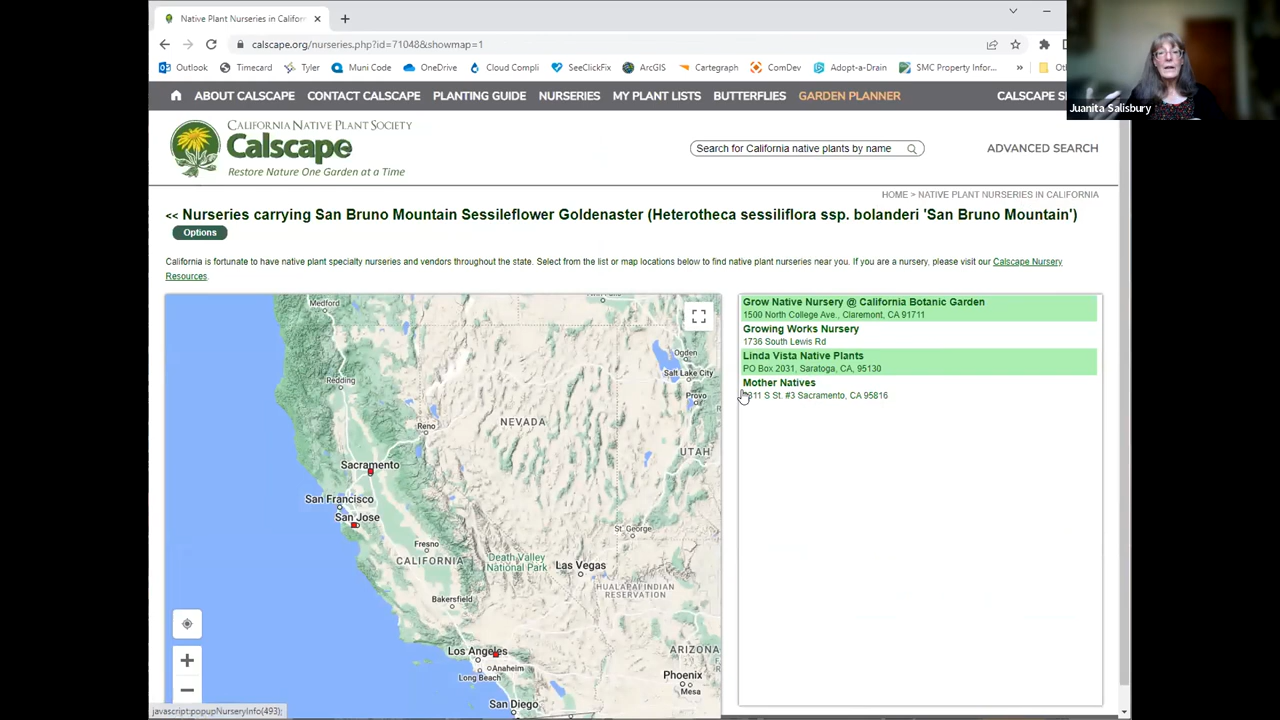 Native Plant Nurseries in Califor
calscape.org/nurseries.php?id=71048&showmap=1
Outlook Timecard Tyler Muni Code OneDrive Cloud Compli SeeClickFix ArcGIS Cartegraph ComDev Adopt-a-Drain SMC Property Infor... »
Juanita Salisbury
ABOUT CALSCAPE CONTACT CALSCAPE PLANTING GUIDE NURSERIES MY PLANT LISTS BUTTERFLIES GARDEN PLANNER CALSCAPE
CALIFORNIA NATIVE PLANT SOCIETY
Calscape
Restore Nature One Garden at a Time
Search for California native plants by name
ADVANCED SEARCH
HOME > NATIVE PLANT NURSERIES IN CALIFORNIA
<< Nurseries carrying San Bruno Mountain Sessileflower Goldenaster (Heterotheca sessiliflora ssp. bolanderi 'San Bruno Mountain')
Options
California is fortunate to have native plant specialty nurseries and vendors throughout the state. Select from the list or map locations below to find native plant nurseries near you. If you are a nursery, please visit our Calscape Nursery
Resources.
Grow Native Nursery @ California Botanic Garden
1500 North College Ave., Claremont, CA 91711
Growing Works Nursery
1736 South Lewis Rd
Linda Vista Native Plants
PO Box 2031, Saratoga, CA, 95130
Mother Natives
S St. #3 Sacramento, CA 95816
Medford
Redding
Ogden
Salt Lake City
Provo
Reno
NEVADA
UTAH
Sacramento
San Francisco
San Jose
St. George
Fresno
CALIFORNIA
Death Valley
National Park
Las Vegas
HUALAPAI INDIAN
RESERVATION
Bakersfield
Los Angeles
Anaheim
Long Beach
ARIZONA
Phoenix
Mesa
San Diego
javascript:popupNurseryInfo(493);